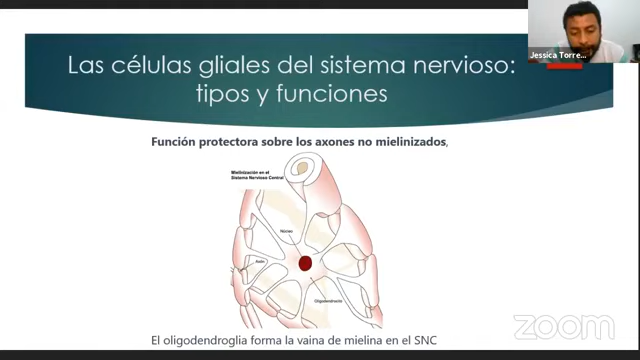 Jessica Torre...
Las células gliales del sistema nervioso:
tipos y funciones
Función protectora sobre los axones no mielinizados,
Mielinización en el
Sistema Nervioso Central
Núcleo
Axón
Oligodendrocito
El oligodendroglia forma la vaina de mielina en el SNC
zoom